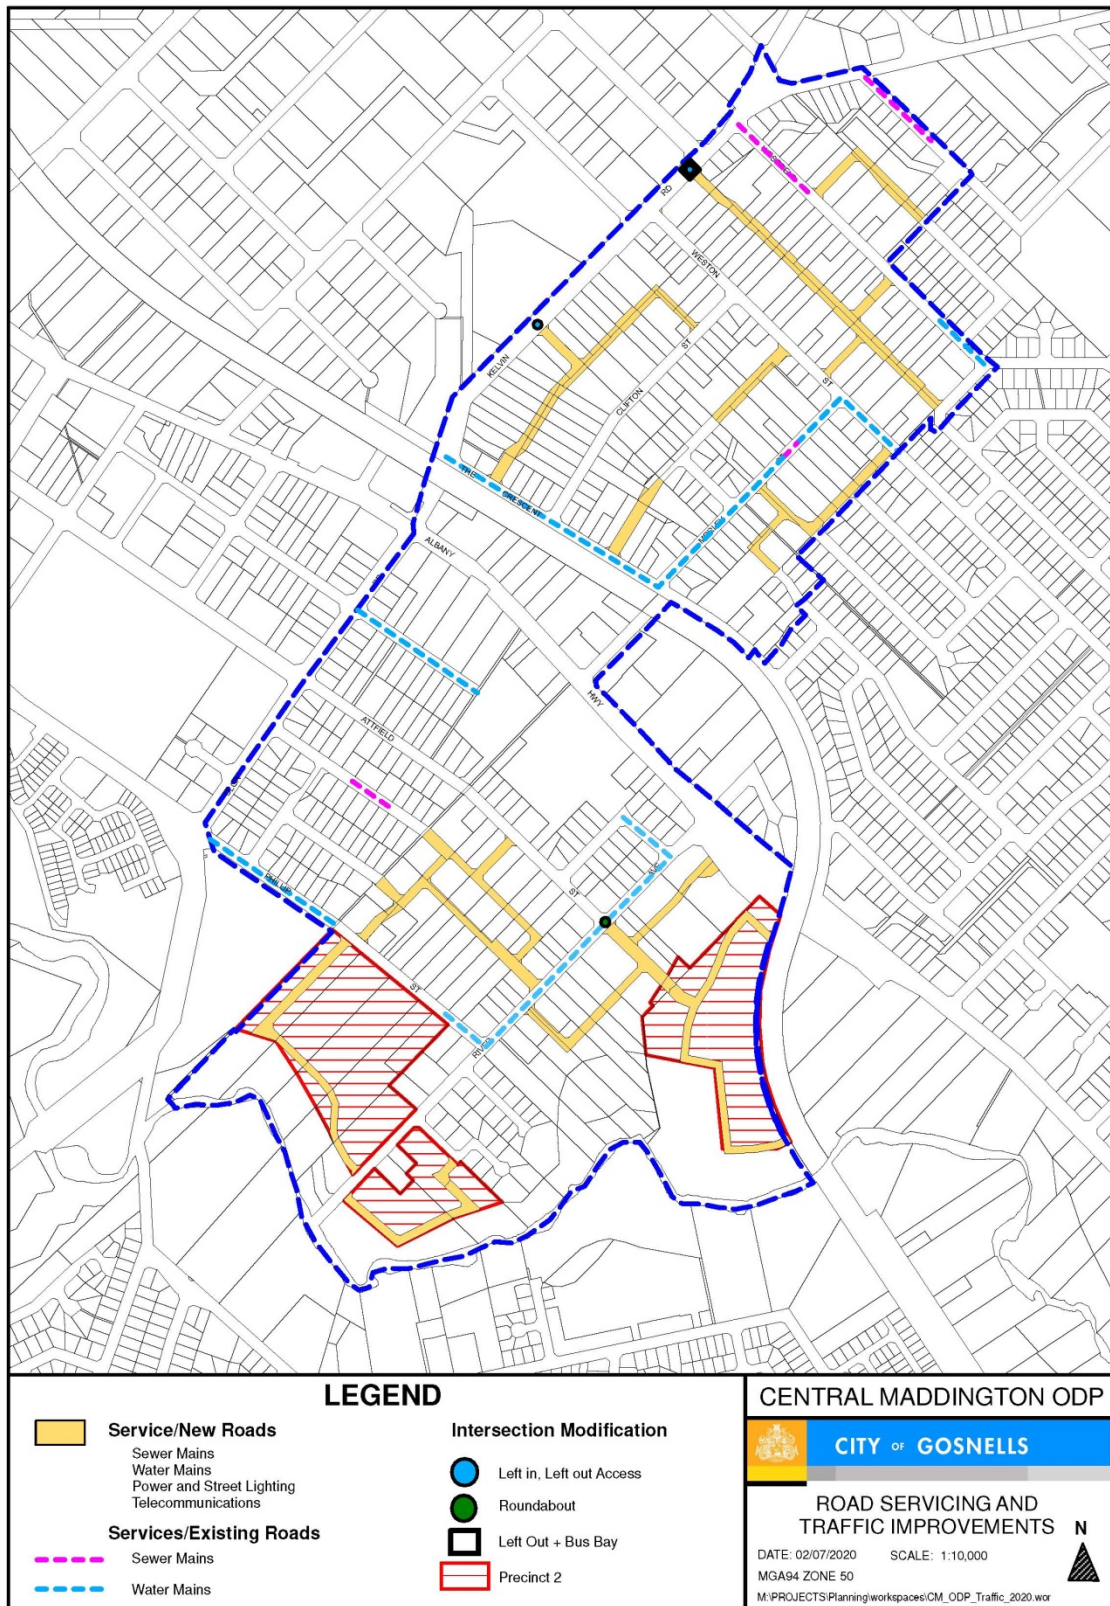 RD
WESTON
KELVIN
ST
CLIFTON
ST
THE
CRESCENT
ALBANY
HWY
ATTFIELD
AVE
PHILLIP
ST
ST
RIVER
LEGEND
Service/New Roads
Sewer Mains
Water Mains
Power and Street Lighting
Telecommunications
Services/Existing Roads
Sewer Mains
Water Mains
Intersection Modification
Left in, Left out Access
Roundabout
Left Out + Bus Bay
Precinct 2
CENTRAL MADDINGTON ODP
CITY OF GOSNELLS
ROAD SERVICING AND
TRAFFIC IMPROVEMENTS
N
DATE: 02/07/2020 SCALE: 1:10,000
MGA94 ZONE 50
M:\PROJECTS\Planning\workspaces\CM_ODP_Traffic_2020.wor